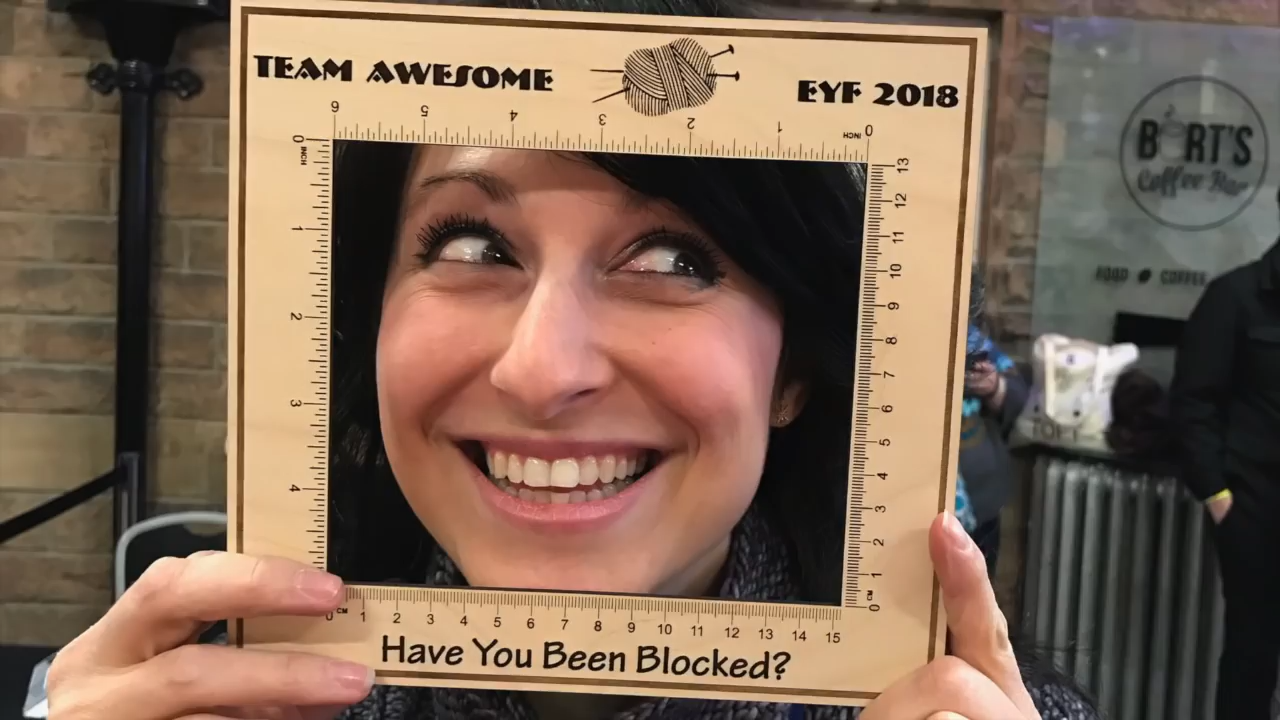 TEAM AWESOME
EYF 2018
6 5 4 3 2 1 0
INCH
0 INCH 1 2 3 4
13 12 11 10 9 8 7 6 5 4 3 2 1 0 CM
0 CM 1 2 3 4 5 6 7 8 9 10 11 12 13 14 15
Have You Been Blocked?
BURT'S
Coffee Bar
FOOD COFFEE